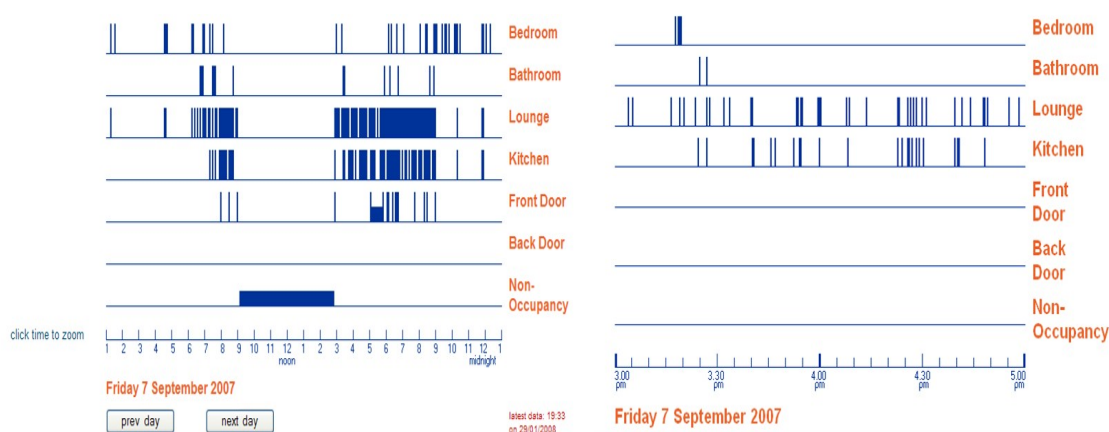 Bedroom
Bathroom
Lounge
Kitchen
Front Door
Back Door
Non-
Occupancy
click time to zoom
1 2 3 4 5 6 7 8 9 10 11 12 1 2 3 4 5 6 7 8 9 10 11 12 1
noon midnight
Friday 7 September 2007
prev day next day
latest data: 19:33
on 29/01/2008
Bedroom
Bathroom
Lounge
Kitchen
Front
Door
Back
Door
Non-
Occupancy
3.00 3.30 4.00 4.30 5.00
pm pm pm pm pm
Friday 7 September 2007